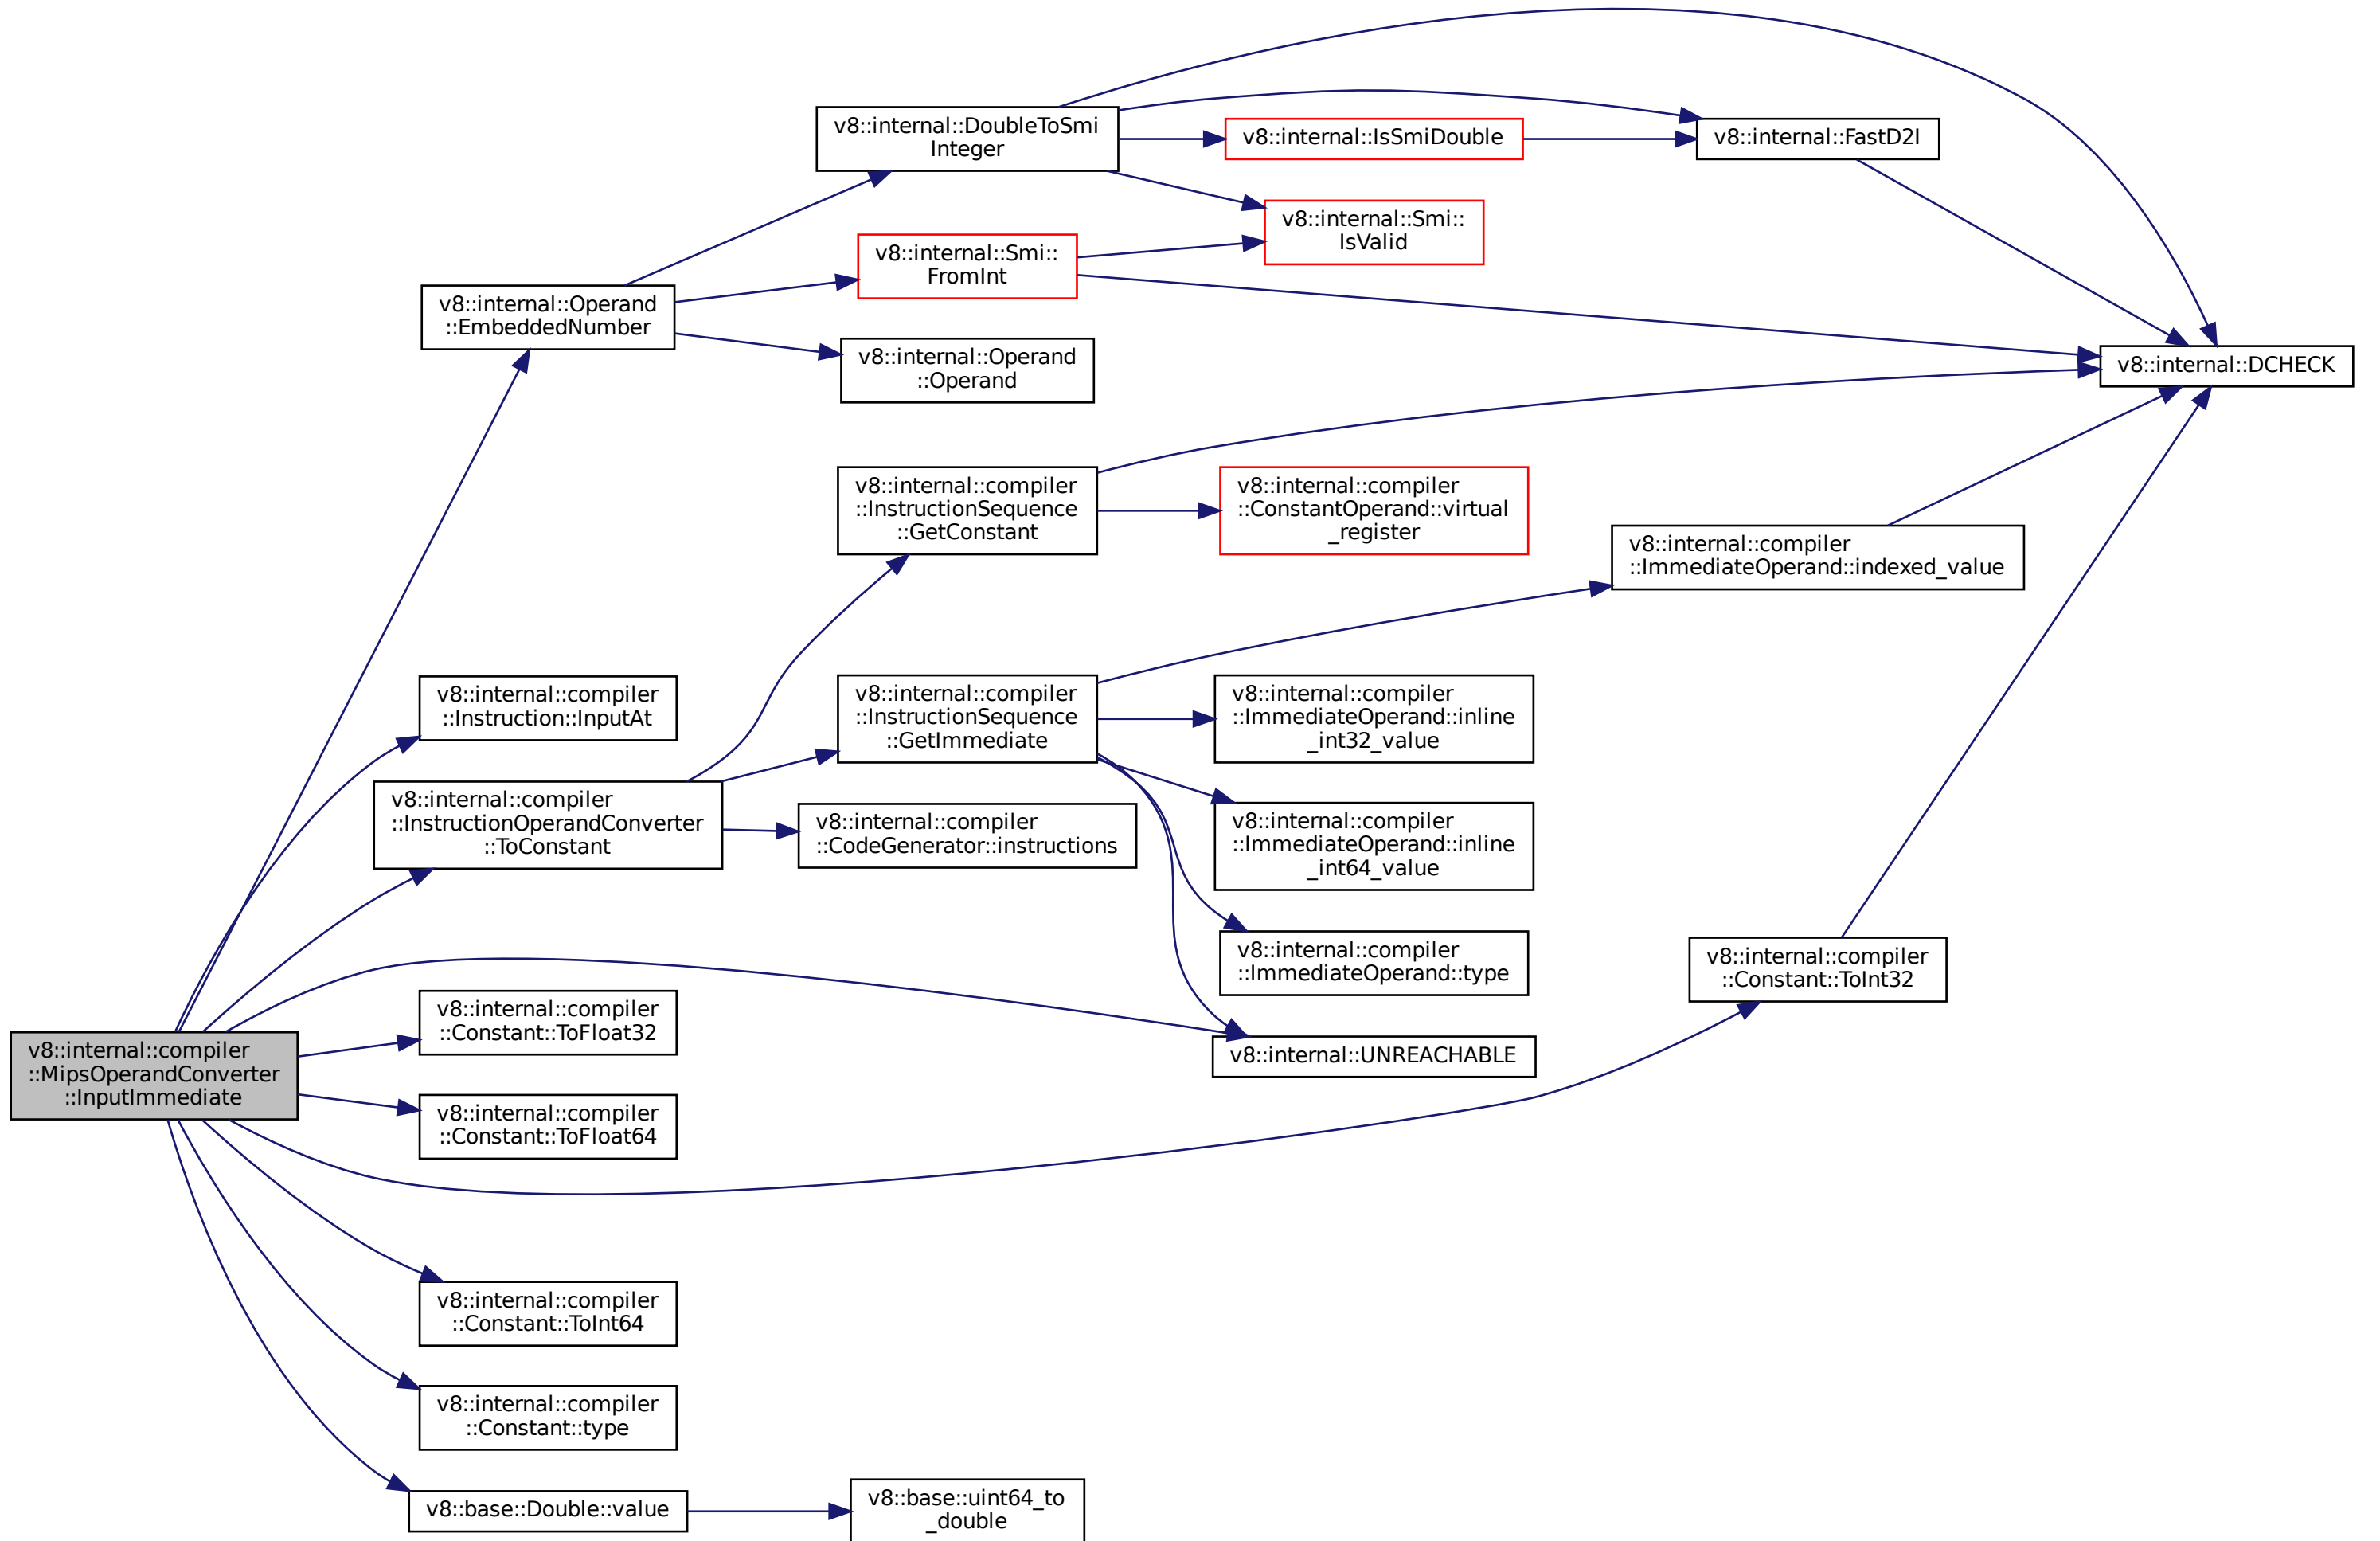 v8::internal::DoubleToSmi
Integer
v8::internal::IsSmiDouble
v8::internal::FastD2I
v8::internal::Smi::
IsValid
v8::internal::Smi::
FromInt
v8::internal::Operand
::EmbeddedNumber
v8::internal::Operand
::Operand
v8::internal::DCHECK
v8::internal::compiler
::InstructionSequence
::GetConstant
v8::internal::compiler
::ConstantOperand::virtual
_register
v8::internal::compiler
::ImmediateOperand::indexed_value
v8::internal::compiler
::Instruction::InputAt
v8::internal::compiler
::InstructionSequence
::GetImmediate
v8::internal::compiler
::ImmediateOperand::inline
_int32_value
v8::internal::compiler
::InstructionOperandConverter
::ToConstant
v8::internal::compiler
::CodeGenerator::instructions
v8::internal::compiler
::ImmediateOperand::inline
_int64_value
v8::internal::compiler
::ImmediateOperand::type
v8::internal::compiler
::Constant::ToInt32
v8::internal::compiler
::Constant::ToFloat32
v8::internal::UNREACHABLE
v8::internal::compiler
::MipsOperandConverter
::InputImmediate
v8::internal::compiler
::Constant::ToFloat64
v8::internal::compiler
::Constant::ToInt64
v8::internal::compiler
::Constant::type
v8::base::Double::value
v8::base::uint64_to
_double